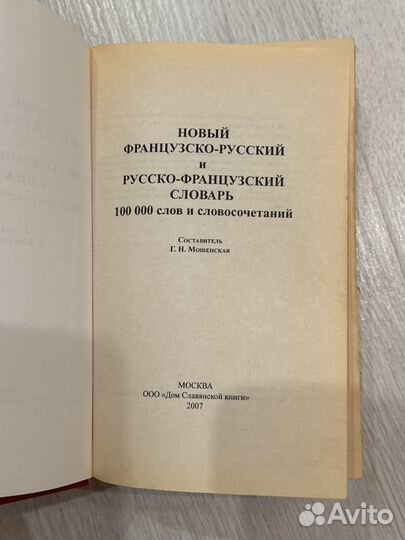 НОВЫЙ
ФРАНЦУЗСКО-РУССКИЙ
и
РУССКО-ФРАНЦУЗСКИЙ
СЛОВАРЬ
100 000 слов и словосочетаний
Составитель
Г. Н. Мошенская
МОСКВА
ООО «Дом Славянской книги»
2007
Avito